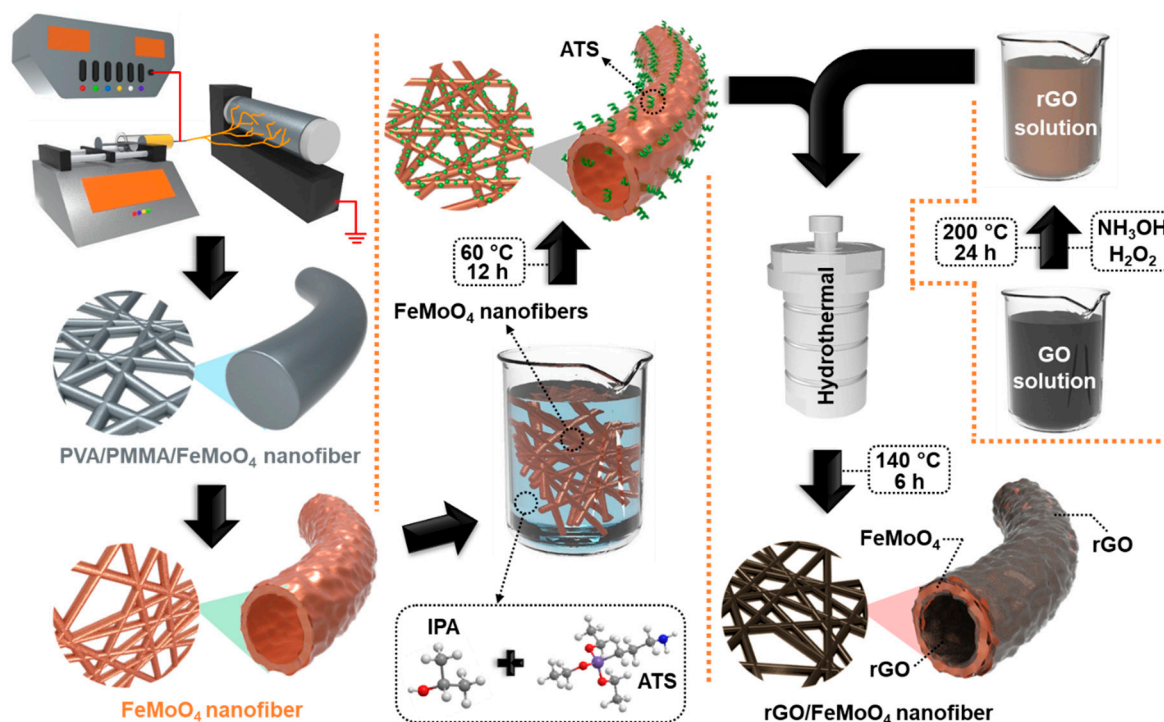 PVA/PMMA/FeMoO₄ nanofiber
FeMoO₄ nanofiber
ATS
60 °C
12 h
FeMoO₄ nanofibers
IPA
ATS
rGO
solution
200 °C
24 h
NH₃OH
H₂O₂
GO
solution
Hydrothermal
140 °C
6 h
FeMoO₄
rGO
rGO
rGO/FeMoO₄ nanofiber